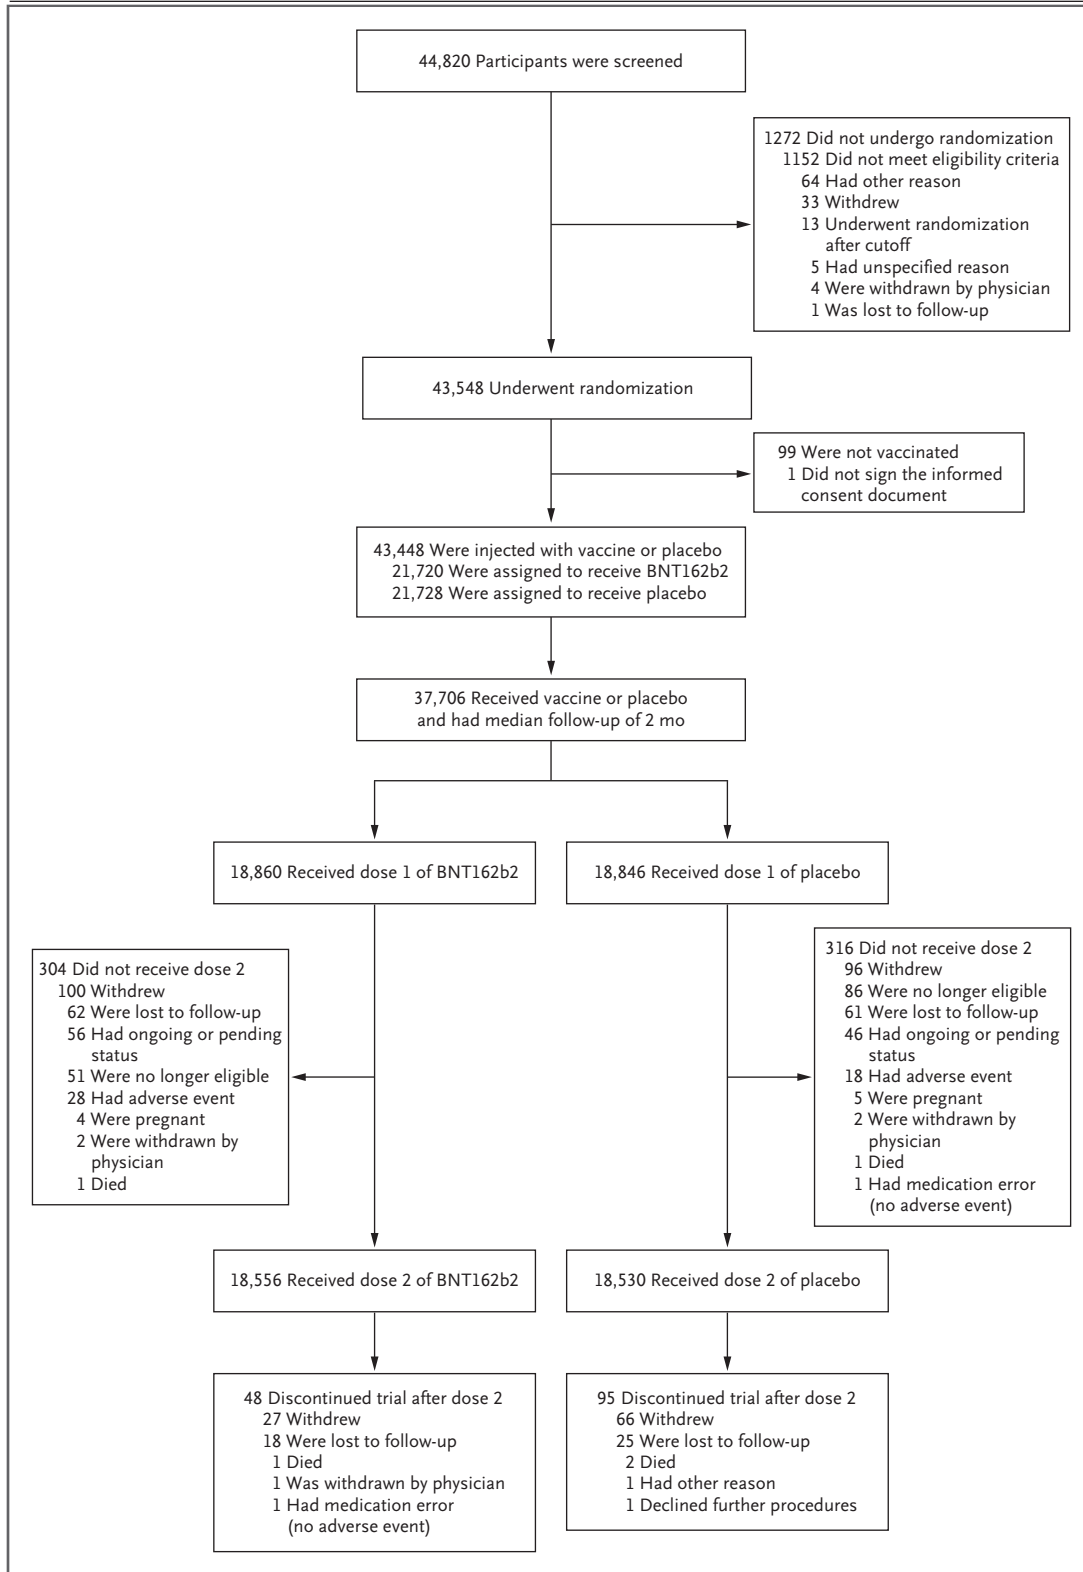 44,820 Participants were screened
1272 Did not undergo randomization
1152 Did not meet eligibility criteria
64 Had other reason
33 Withdrew
13 Underwent randomization
after cutoff
5 Had unspecified reason
4 Were withdrawn by physician
1 Was lost to follow-up
43,548 Underwent randomization
99 Were not vaccinated
1 Did not sign the informed
consent document
43,448 Were injected with vaccine or placebo
21,720 Were assigned to receive BNT162b2
21,728 Were assigned to receive placebo
37,706 Received vaccine or placebo
and had median follow-up of 2 mo
18,860 Received dose 1 of BNT162b2
18,846 Received dose 1 of placebo
304 Did not receive dose 2
100 Withdrew
62 Were lost to follow-up
56 Had ongoing or pending
status
51 Were no longer eligible
28 Had adverse event
4 Were pregnant
2 Were withdrawn by
physician
1 Died
316 Did not receive dose 2
96 Withdrew
86 Were no longer eligible
61 Were lost to follow-up
46 Had ongoing or pending
status
18 Had adverse event
5 Were pregnant
2 Were withdrawn by
physician
1 Died
1 Had medication error
(no adverse event)
18,556 Received dose 2 of BNT162b2
18,530 Received dose 2 of placebo
48 Discontinued trial after dose 2
27 Withdrew
18 Were lost to follow-up
1 Died
1 Was withdrawn by physician
1 Had medication error
(no adverse event)
95 Discontinued trial after dose 2
66 Withdrew
25 Were lost to follow-up
2 Died
1 Had other reason
1 Declined further procedures